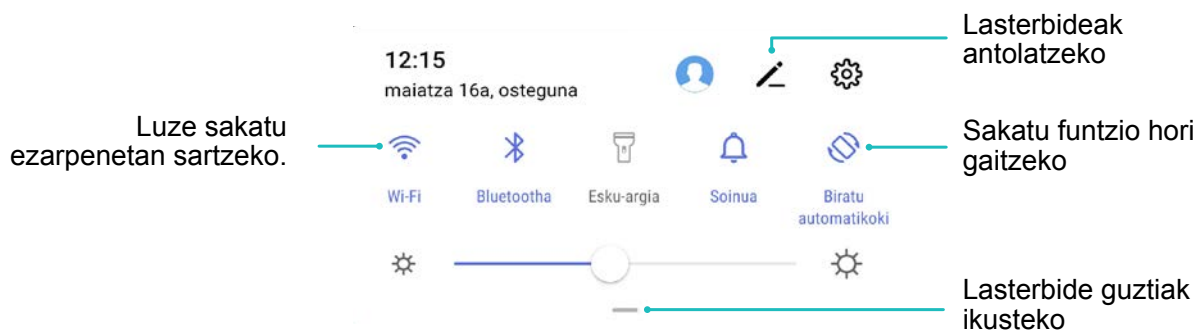 Lasterbideak
antolatzeko
12:15
maiatza 16a, osteguna
Luze sakatu
ezarpenetan sartzeko.
Sakatu funtzio hori
gaitzeko
Wi-Fi
Bluetootha
Esku-argia
Soinua
Biratu
automatikoki
Lasterbide guztiak
ikusteko